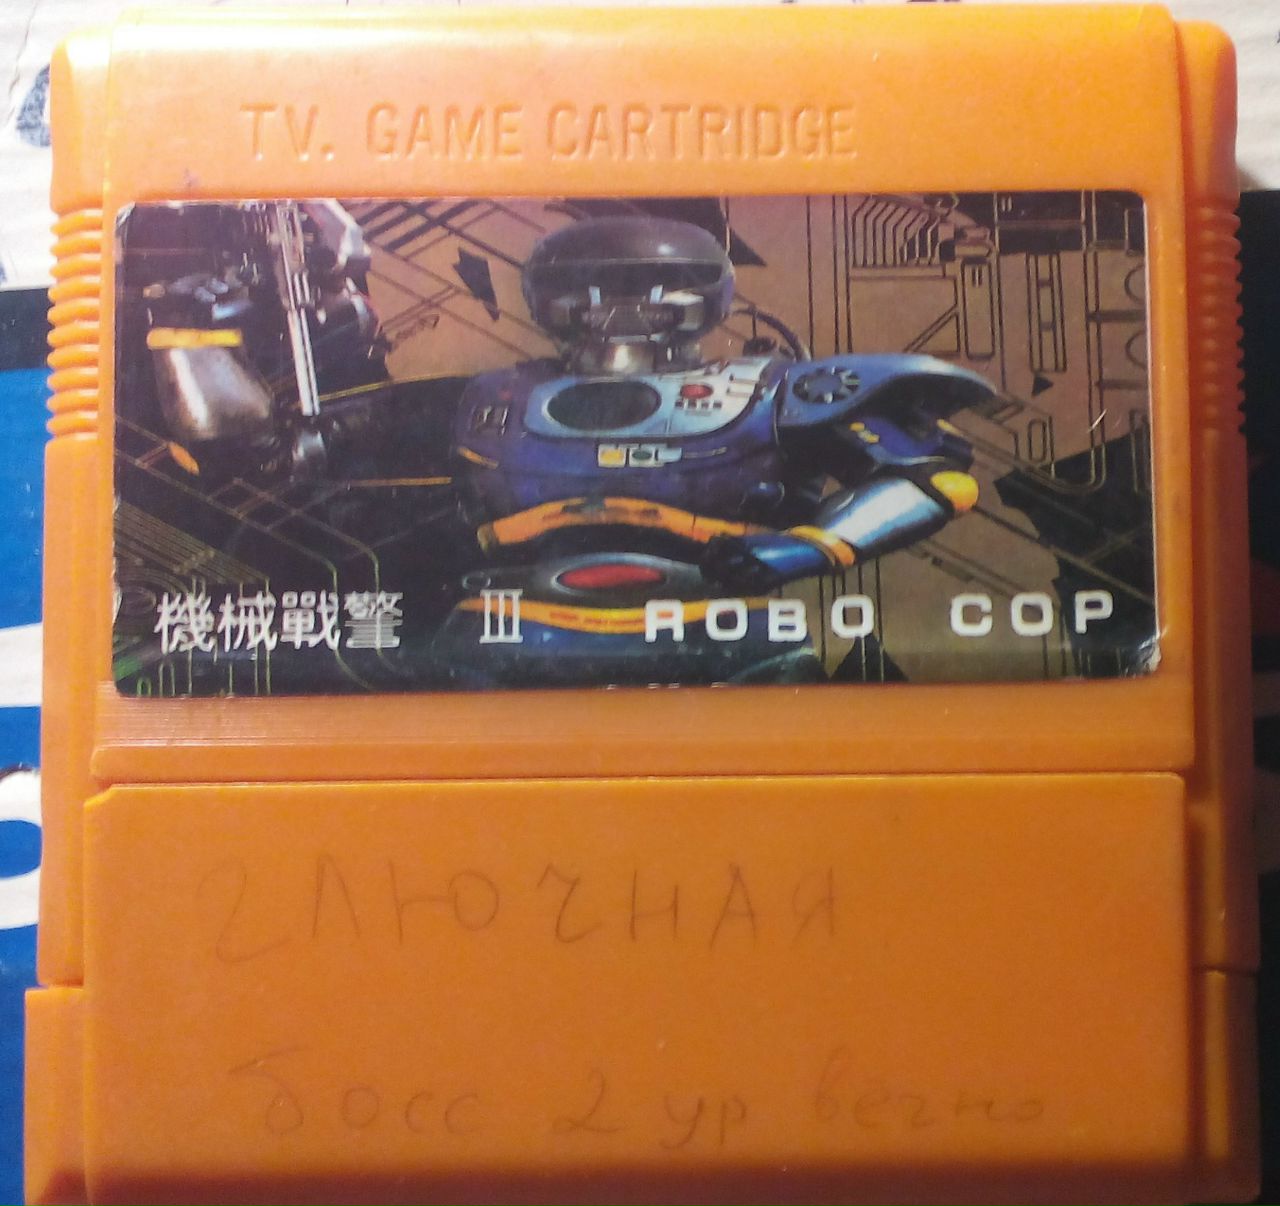 TV. GAME CARTRIDGE
機械戰警 III ROBO COP
глючная
босс 2 ур вечно